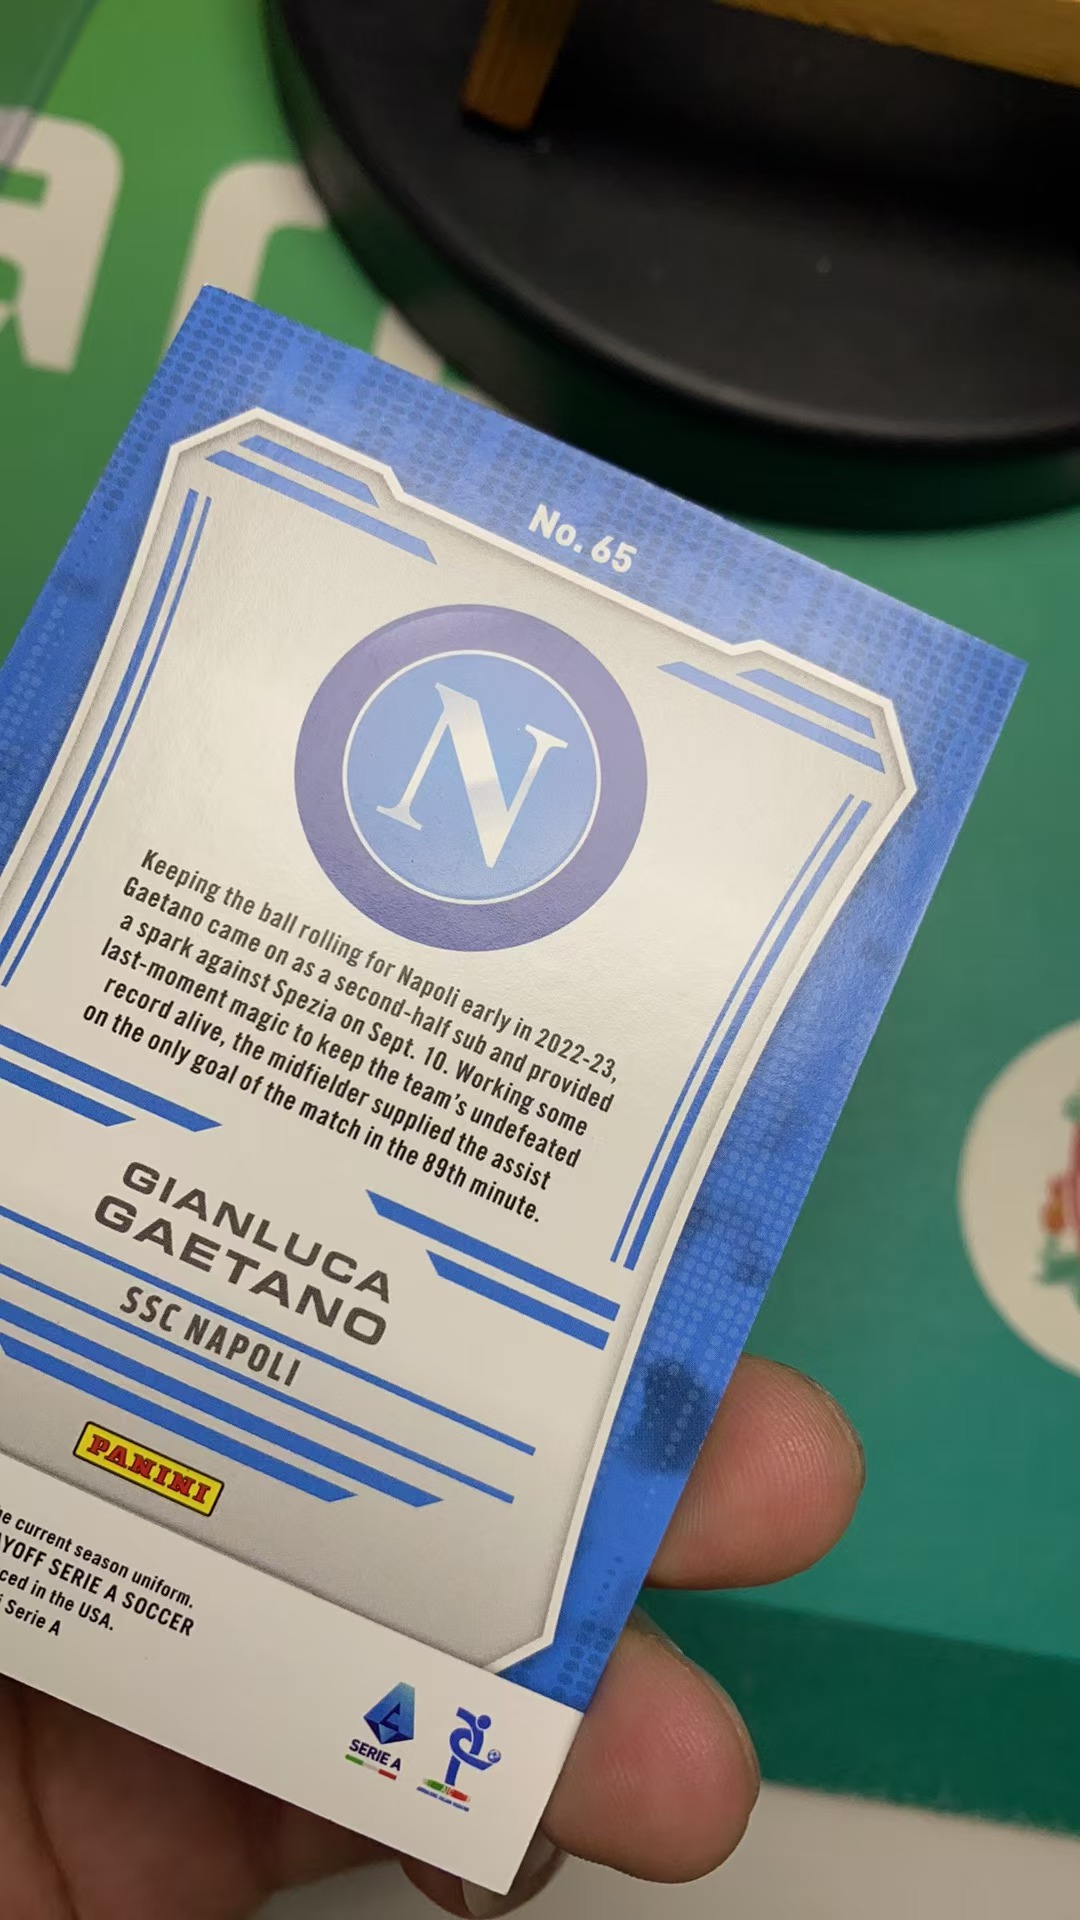 No. 65
N
Keeping the ball rolling for Napoli early in 2022-23,
Gaetano came on as a second-half sub and provided
a spark against Spezia on Sept. 10. Working some
last-moment magic to keep the team's undefeated
record alive, the midfielder supplied the assist
on the only goal of the match in the 89th minute.
GIANLUCA
GAETANO
SSC NAPOLI
PANINI
current season uniform.
SERIE A SOCCER
in the USA.
Serie A
SERIE A